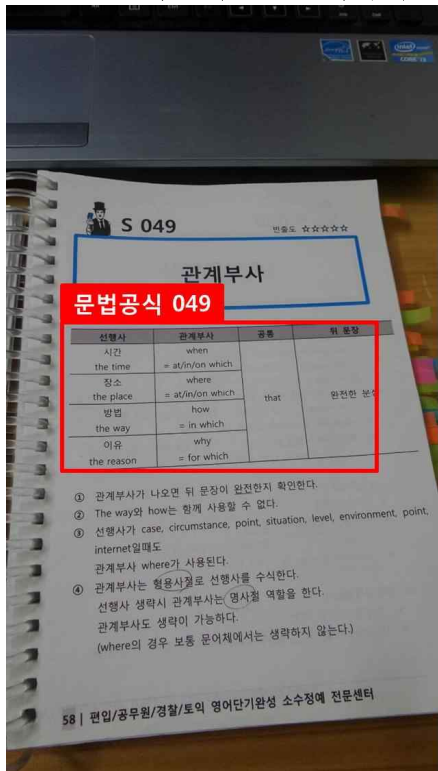 intel
CORE i3
S 049
빈출도 ☆☆☆☆☆
관계부사
문법공식 049
선행사 관계부사 공통 뒤 문장
시간 when
the time = at/in/on which
장소 where
the place = at/in/on which
that 완전한 문장
방법 how
the way = in which
이유 why
the reason = for which
① 관계부사가 나오면 뒤 문장이 완전한지 확인한다.
② The way와 how는 함께 사용할 수 없다.
③ 선행사가 case, circumstance, point, situation, level, environment, point,
internet일때도
관계부사 where가 사용된다.
④ 관계부사는 형용사절로 선행사를 수식한다.
선행사 생략시 관계부사는 명사절 역할을 한다.
관계부사도 생략이 가능하다.
(where의 경우 보통 문어체에서는 생략하지 않는다.)
58 | 편입/공무원/경찰/토익 영어단기완성 소수정예 전문센터